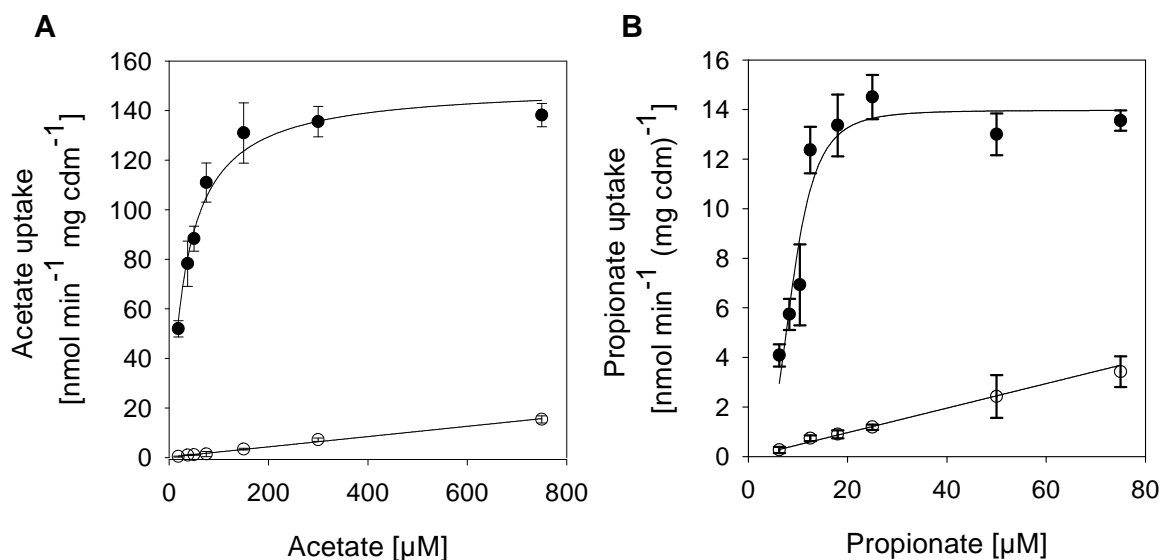 A
Acetate uptake
[nmol min⁻¹ mg cdm⁻¹]
160
140
120
100
80
60
40
20
0
0 200 400 600 800
Acetate [µM]
B
Propionate uptake
[nmol min⁻¹ (mg cdm)⁻¹]
16
14
12
10
8
6
4
2
0
0 20 40 60 80
Propionate [µM]